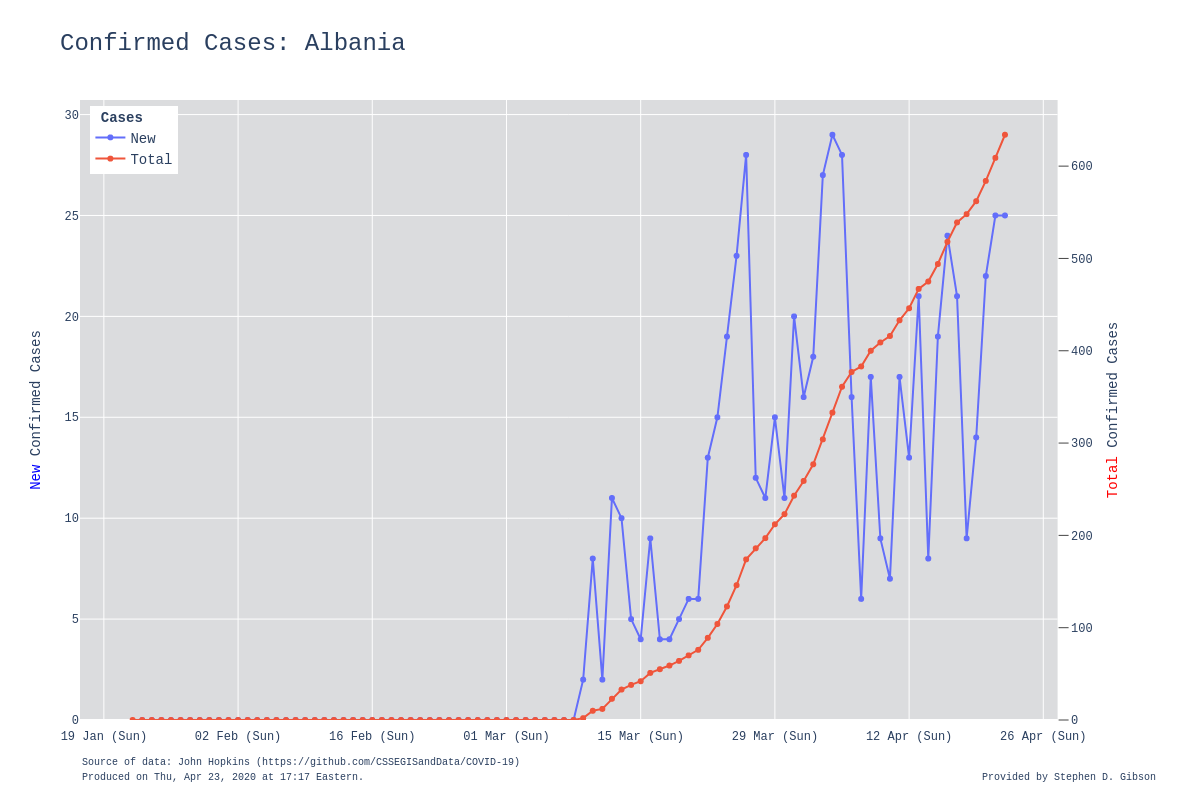 Confirmed Cases: Albania
Cases
New
Total
30
25
20
15
10
5
0
600
500
400
300
200
100
0
New Confirmed Cases
Total Confirmed Cases
19 Jan (Sun)
02 Feb (Sun)
16 Feb (Sun)
01 Mar (Sun)
15 Mar (Sun)
29 Mar (Sun)
12 Apr (Sun)
26 Apr (Sun)
Source of data: John Hopkins (https://github.com/CSSEGISandData/COVID-19)
Produced on Thu, Apr 23, 2020 at 17:17 Eastern.
Provided by Stephen D. Gibson